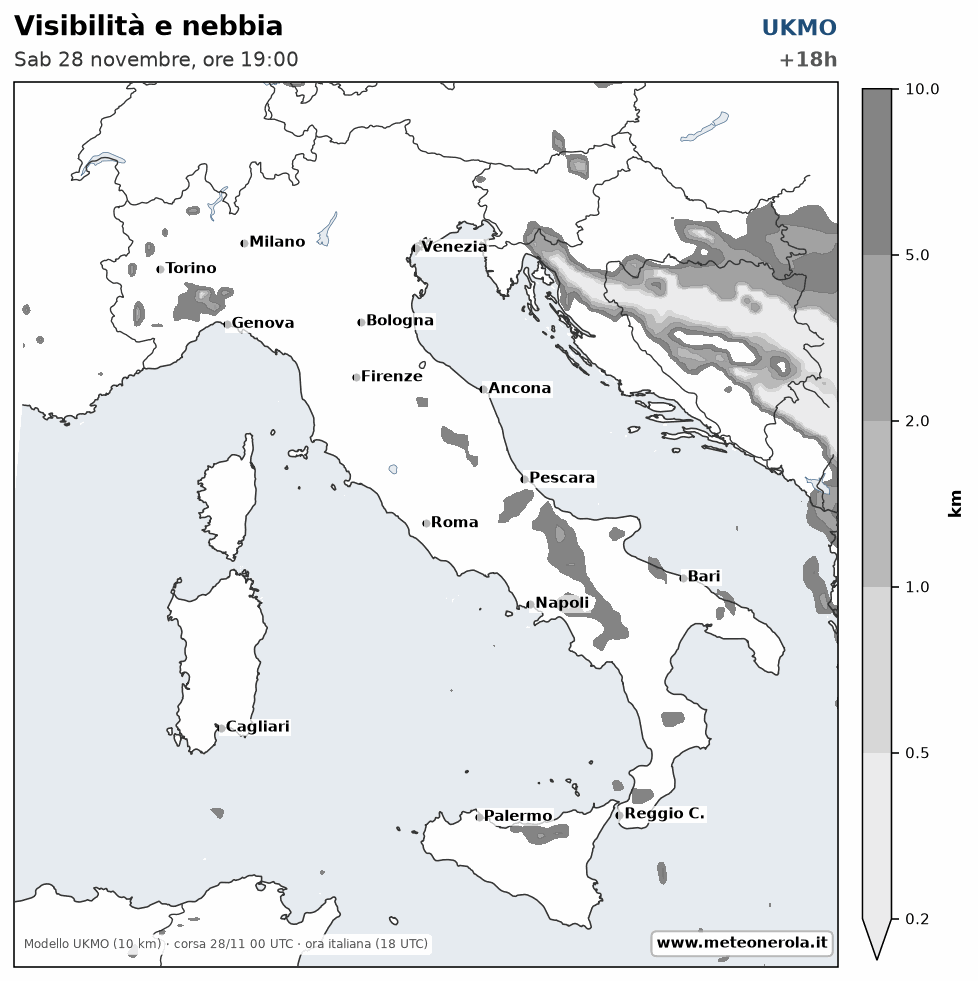 Visibilità e nebbia
UKMO
Sab 28 novembre, ore 19:00
+18h
10.0
5.0
2.0
1.0
0.5
0.2
km
Milano
Venezia
Torino
Genova
Bologna
Firenze
Ancona
Pescara
Roma
Bari
Napoli
Cagliari
Palermo
Reggio C.
Modello UKMO (10 km) · corsa 28/11 00 UTC · ora italiana (18 UTC)
www.meteonerola.it